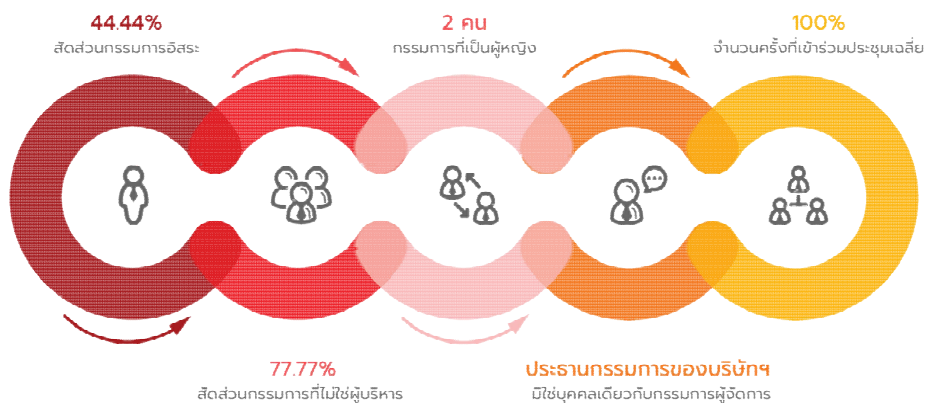 44.44%
สัดส่วนกรรมการอิสระ
2 คน
กรรมการที่เป็นผู้หญิง
100%
จำนวนครั้งที่เข้าร่วมประชุมเฉลี่ย
77.77%
สัดส่วนกรรมการที่ไม่ใช่ผู้บริหาร
ประธานกรรมการของบริษัทฯ
มิใช่บุคคลเดียวกับกรรมการผู้จัดการ